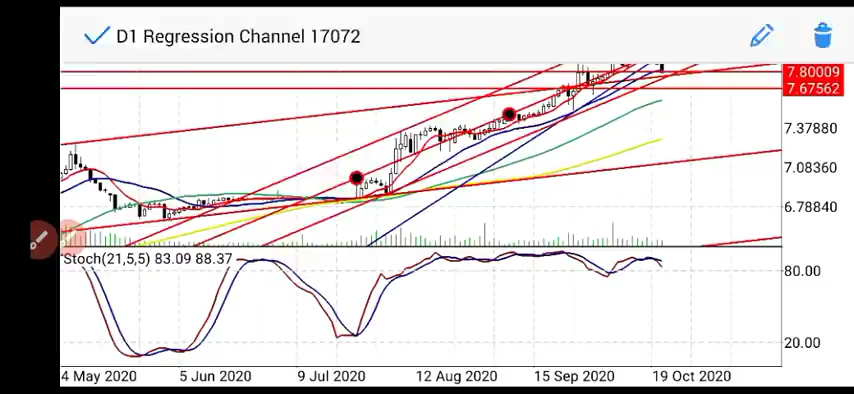 D1 Regression Channel 17072
7.80009
7.67562
7.37880
7.08360
6.78840
Stoch(21,5,5) 83.09 88.37
80.00
20.00
4 May 2020 5 Jun 2020 9 Jul 2020 12 Aug 2020 15 Sep 2020 19 Oct 2020